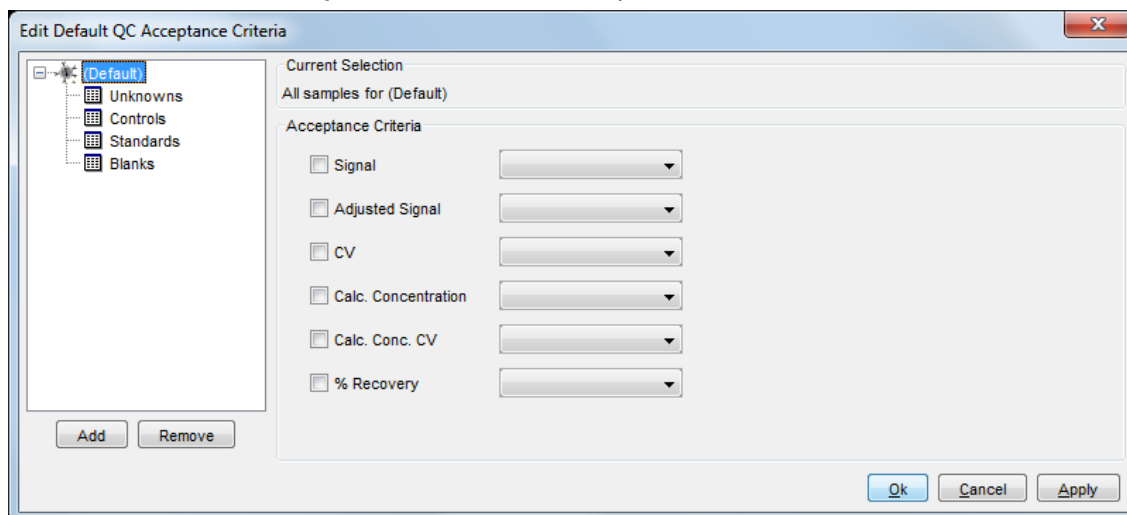 Edit Default QC Acceptance Criteria
X
(Default)
Unknowns
Controls
Standards
Blanks
Add
Remove
Current Selection
All samples for (Default)
Acceptance Criteria
Signal
Adjusted Signal
CV
Calc. Concentration
Calc. Conc. CV
% Recovery
Ok
Cancel
Apply